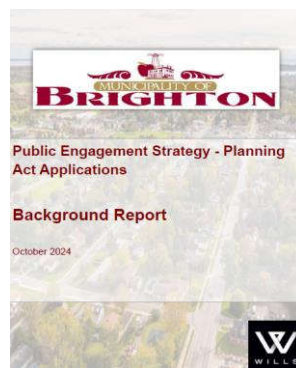 MUNICIPALITY OF
BRIGHTON
Public Engagement Strategy - Planning
Act Applications
Background Report
October 2024
W
WILLS